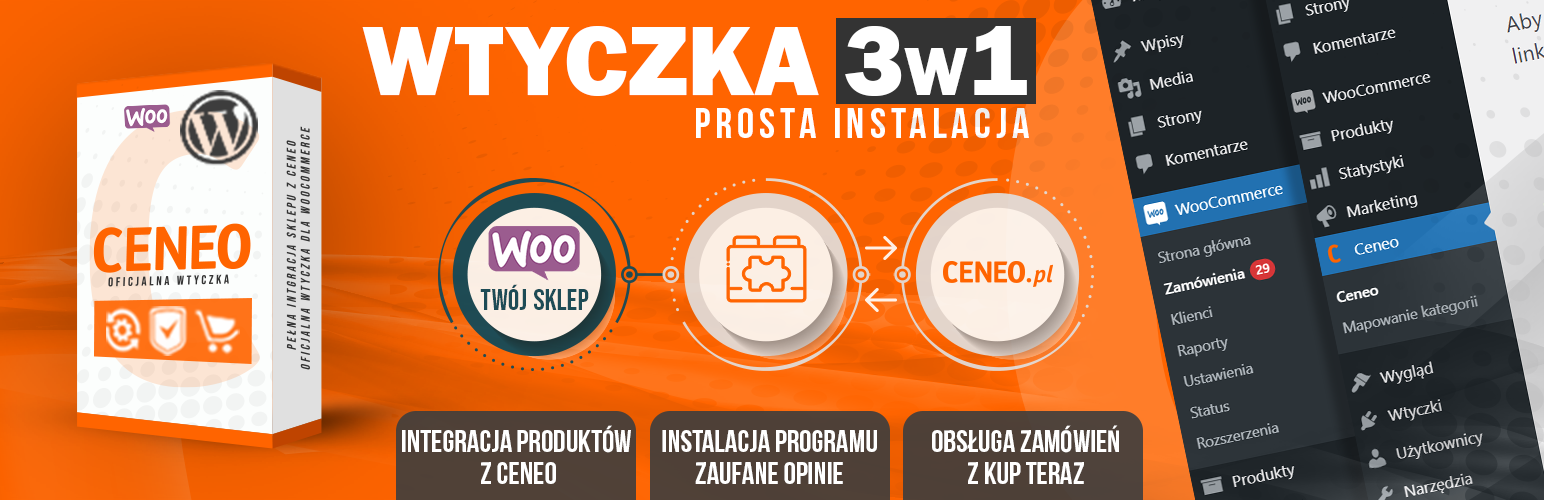 WTYCZKA 3W1
PROSTA INSTALACJA
WOO
W
CENEO
OFICJALNA WTYCZKA
PEŁNA INTGRACJA SKLEPU Z CENEO
OFICJALNA WTYCZKA DLA WOOCOMMERCE
WOO
TWÓJ SKLEP
CENEO.pl
INTEGRACJA PRODUKTÓW
Z CENEO
INSTALACJA PROGRAMU
ZAUFANE OPINIE
OBSŁUGA ZAMÓWIEŃ
Z KUP TERAZ
Wpisy
Media
Strony
Komentarze
WOO WooCommerce
Strona główna
Zamówienia 29
Klienci
Raporty
Ustawienia
Status
Rozszerzenia
Produkty
Strony
Komentarze
WOO WooCommerce
Produkty
Statystyki
Marketing
C Ceneo
Ceneo
Mapowanie kategorii
Wygląd
Wtyczki
Użytkownicy
Narzędzia
Aby
link